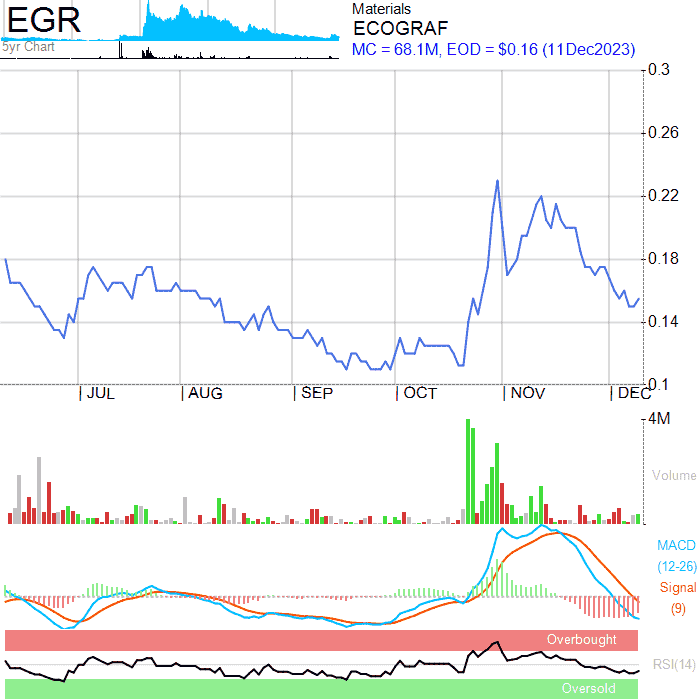 EGR
5yr Chart
Materials
ECOGRAF
MC = 68.1M, EOD = $0.16 (11Dec2023)
0.3
0.26
0.22
0.18
0.14
0.1
JUL
AUG
SEP
OCT
NOV
DEC
4M
Volume
MACD
(12-26)
Signal
(9)
Overbought
RSI(14)
Oversold